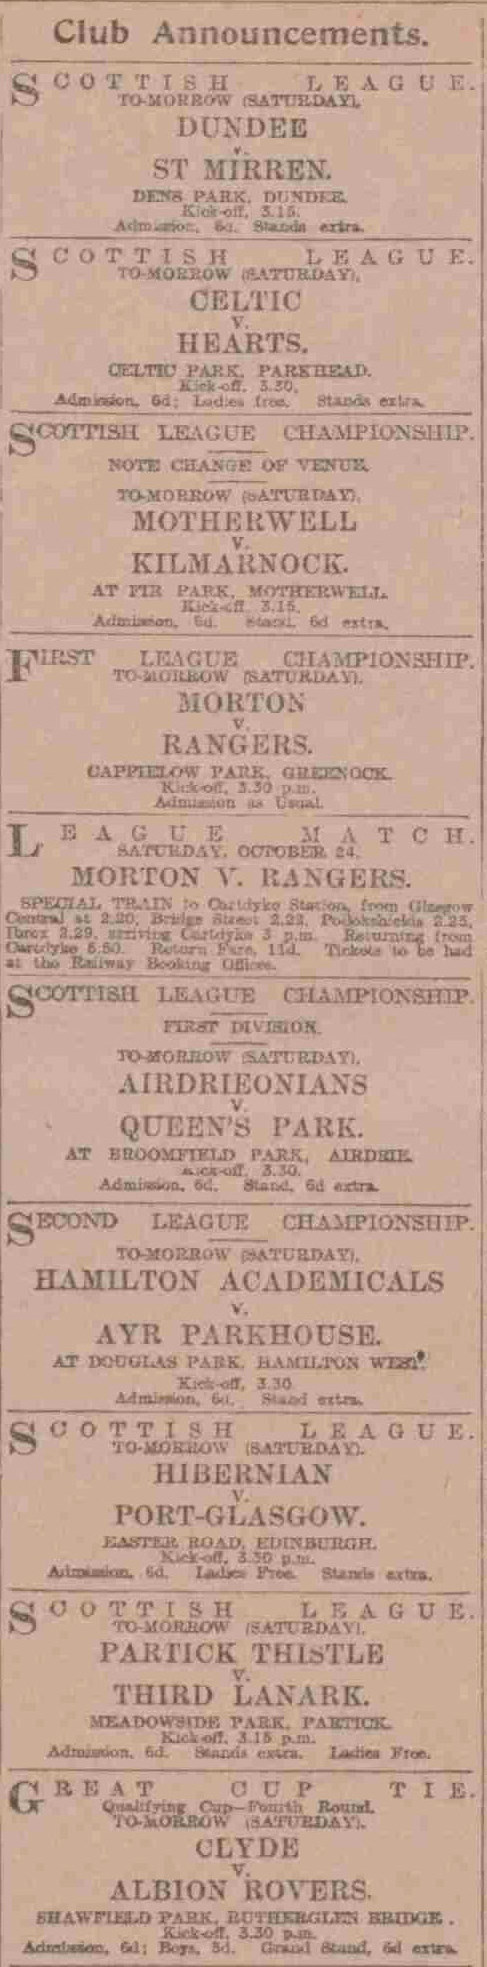 Club Announcements.
SCOTTISH LEAGUE.
TO-MORROW (SATURDAY),
DUNDEE
v.
ST MIRREN.
DENS PARK, DUNDEE.
Kick-off, 3.15.
Admission, 6d. Stands extra.
SCOTTISH LEAGUE.
TO-MORROW (SATURDAY),
CELTIC
v.
HEARTS.
CELTIC PARK, PARKHEAD.
Kick-off, 3.30.
Admission, 6d; Ladies free. Stands extra.
SCOTTISH LEAGUE CHAMPIONSHIP.
NOTE CHANGE OF VENUE.
TO-MORROW (SATURDAY),
MOTHERWELL
v.
KILMARNOCK.
AT FIR PARK, MOTHERWELL.
Kick-off 3.15.
Admission, 6d. Stand, 6d extra.
FIRST LEAGUE CHAMPIONSHIP.
TO-MORROW (SATURDAY).
MORTON
v.
RANGERS.
CAPPIELOW PARK, GREENOCK.
Kick-off, 3.30 p.m.
Admission as Usual.
LEAGUE MATCH.
SATURDAY, OCTOBER 24.
MORTON V. RANGERS.
SPECIAL TRAIN to Cartdyke Station, from Glasgow
Central at 2.20, Bridge Street 2.22, Pollokshields 2.25,
Ibrox 2.29, arriving Cartdyke 3 p.m. Returning from
Cartdyke 5.50. Return Fare, 11d. Tickets to be had
at the Railway Booking Offices.
SCOTTISH LEAGUE CHAMPIONSHIP.
FIRST DIVISION.
TO-MORROW (SATURDAY),
AIRDRIEONIANS
v.
QUEEN'S PARK.
AT BROOMFIELD PARK, AIRDRIE.
Kick-off, 3.30.
Admission, 6d. Stand, 6d extra.
SECOND LEAGUE CHAMPIONSHIP.
TO-MORROW (SATURDAY),
HAMILTON ACADEMICALS
v.
AYR PARKHOUSE.
AT DOUGLAS PARK, HAMILTON WEST.
Kick-off, 3.30
Admission, 6d. Stand extra.
SCOTTISH LEAGUE.
TO-MORROW (SATURDAY).
HIBERNIAN
v.
PORT-GLASGOW.
EASTER ROAD, EDINBURGH.
Kick-off, 3.30 p.m.
Admission, 6d. Ladies Free. Stands extra.
SCOTTISH LEAGUE.
TO-MORROW (SATURDAY).
PARTICK THISTLE
v.
THIRD LANARK.
MEADOWSIDE PARK, PARTICK.
Kick-off, 3.15 p.m.
Admission, 6d. Stands extra. Ladies Free.
GREAT CUP TIE.
Qualifying Cup—Fourth Round.
TO-MORROW (SATURDAY).
CLYDE
v.
ALBION ROVERS.
SHAWFIELD PARK, RUTHERGLEN BRIDGE.
Kick-off, 3.30 p.m.
Admission, 6d; Boys, 3d. Grand Stand, 6d extra.